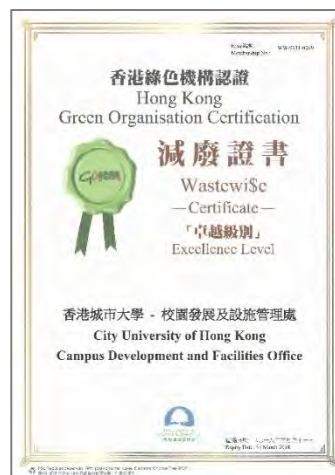 Membership No.:
香港綠色機構認證
Hong Kong
Green Organisation Certification
減廢證書
Wastewi$e
—Certificate—
「卓越級別」
Excellence Level
香港城市大學 - 校園發展及設施管理處
City University of Hong Kong
Campus Development and Facilities Office